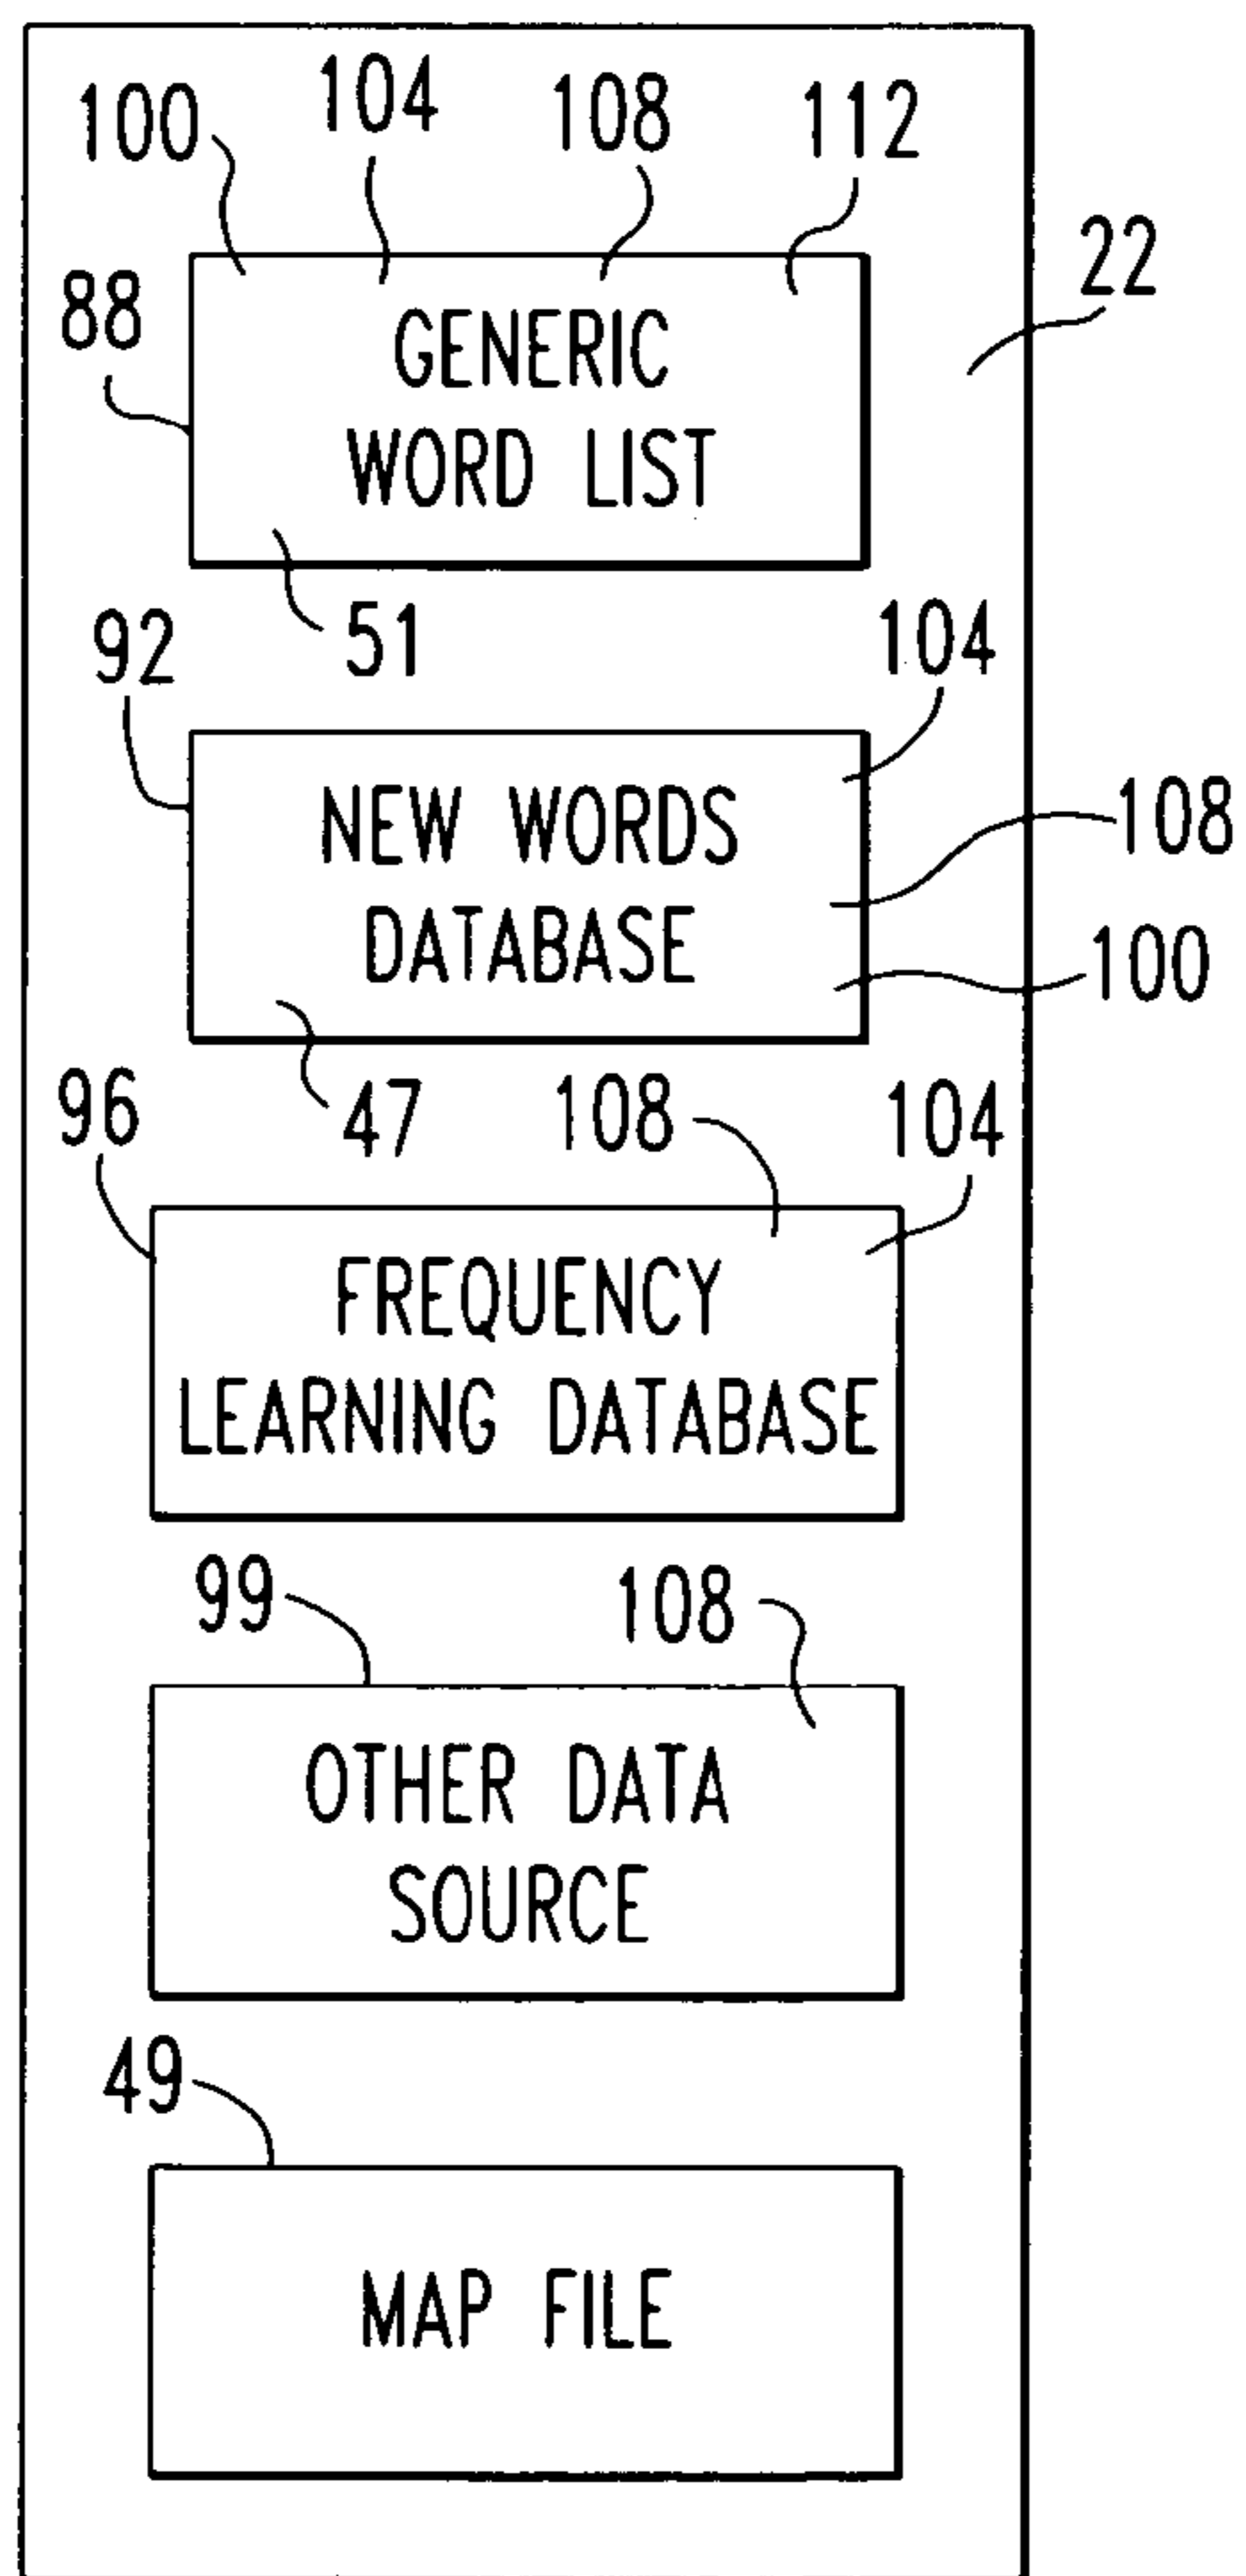 100 104 108 112
22
88
GENERIC
WORD LIST
51
92
104
NEW WORDS
DATABASE
108
100
47
96
108
104
FREQUENCY
LEARNING DATABASE
99
108
OTHER DATA
SOURCE
49
MAP FILE